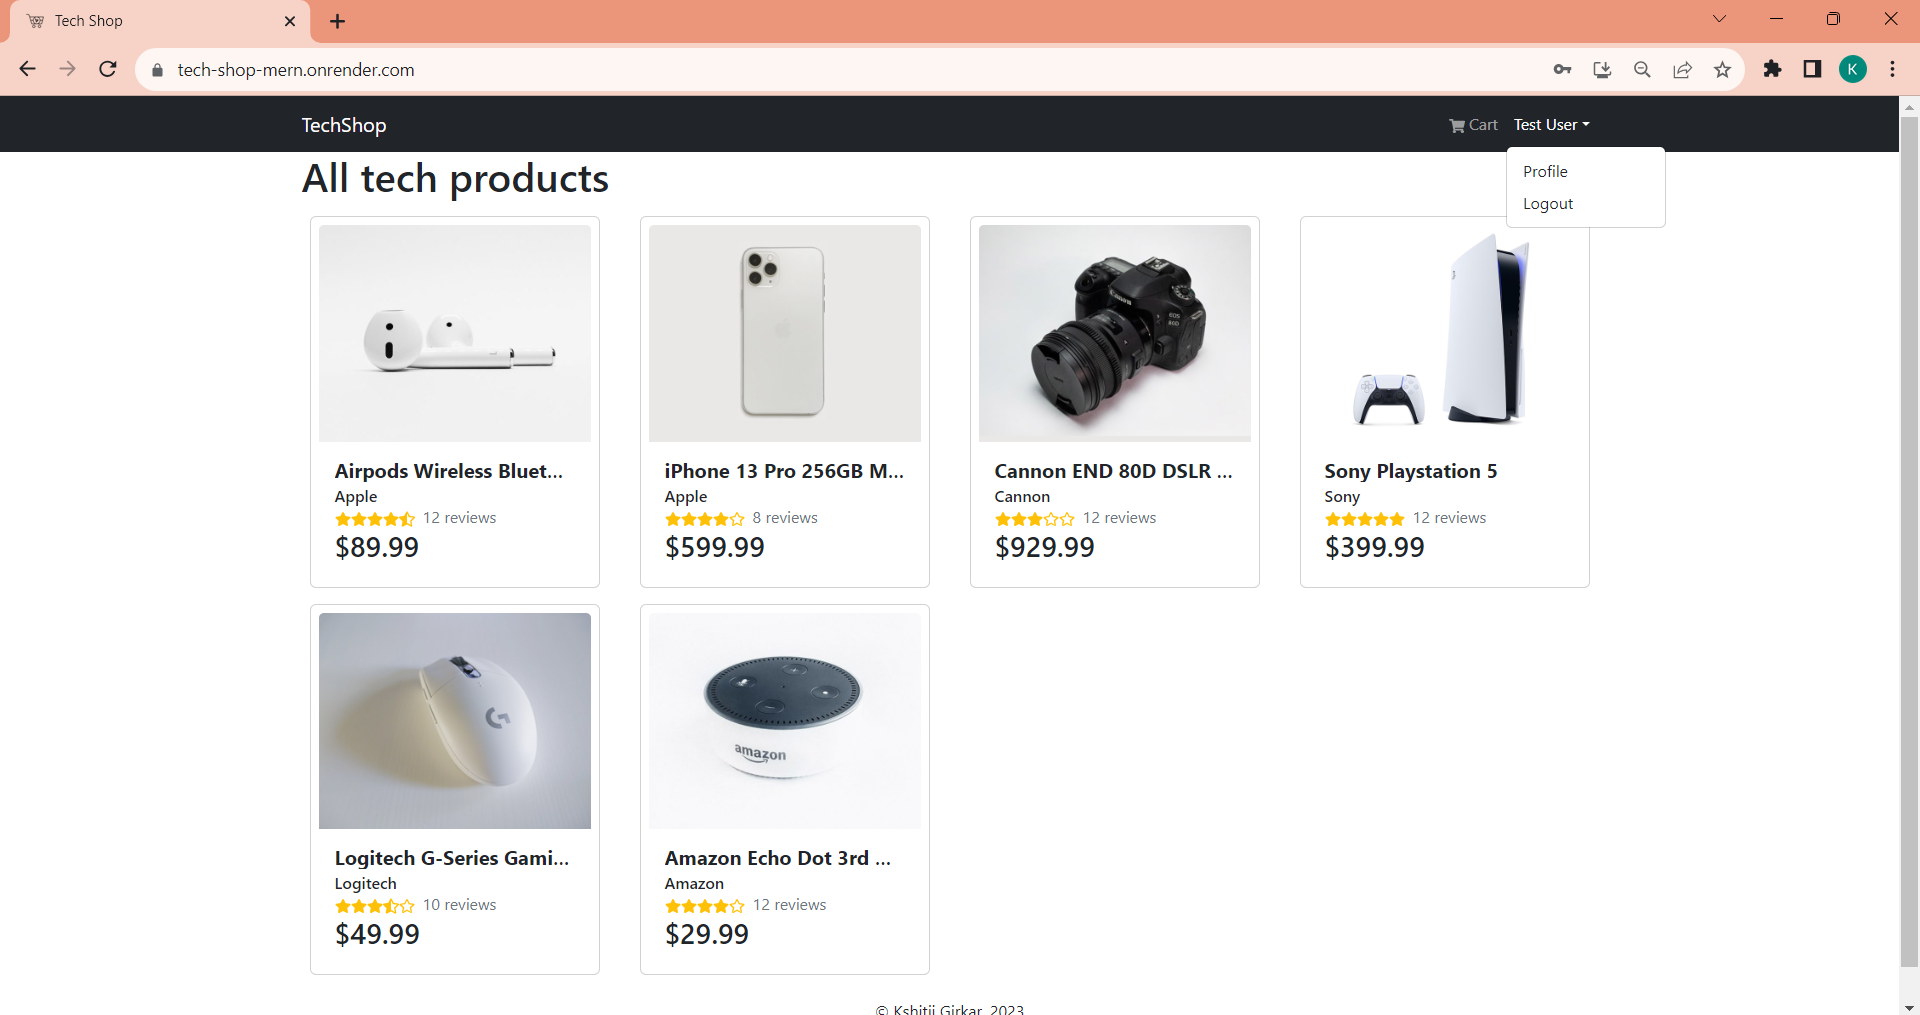 Tech Shop
tech-shop-mern.onrender.com
K
TechShop
Cart
Test User
Profile
Logout
All tech products
Canon
EOS
80D
Airpods Wireless Bluet...
Apple
12 reviews
$89.99
iPhone 13 Pro 256GB M...
Apple
8 reviews
$599.99
Cannon END 80D DSLR ...
Cannon
12 reviews
$929.99
Sony Playstation 5
Sony
12 reviews
$399.99
G
amazon
Logitech G-Series Gami...
Logitech
10 reviews
$49.99
Amazon Echo Dot 3rd ...
Amazon
12 reviews
$29.99
© Kshitij Girkar, 2023